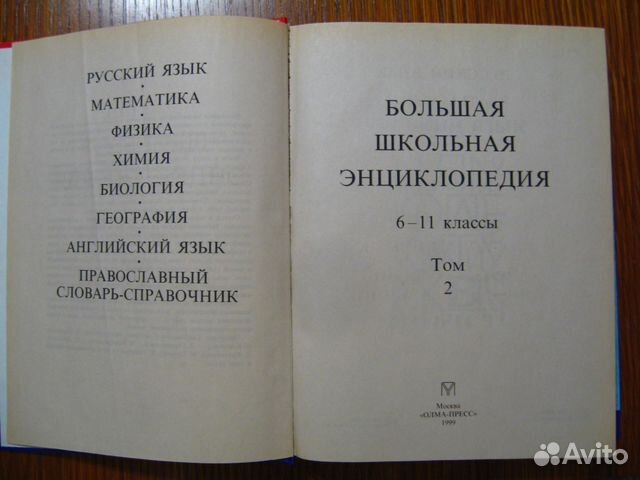 РУССКИЙ ЯЗЫК
•
МАТЕМАТИКА
•
ФИЗИКА
•
ХИМИЯ
•
БИОЛОГИЯ
•
ГЕОГРАФИЯ
•
АНГЛИЙСКИЙ ЯЗЫК
•
ПРАВОСЛАВНЫЙ
СЛОВАРЬ-СПРАВОЧНИК
БОЛЬШАЯ
ШКОЛЬНАЯ
ЭНЦИКЛОПЕДИЯ
6–11 классы
Том
2
Москва
«ОЛМА-ПРЕСС»
1999
Avito